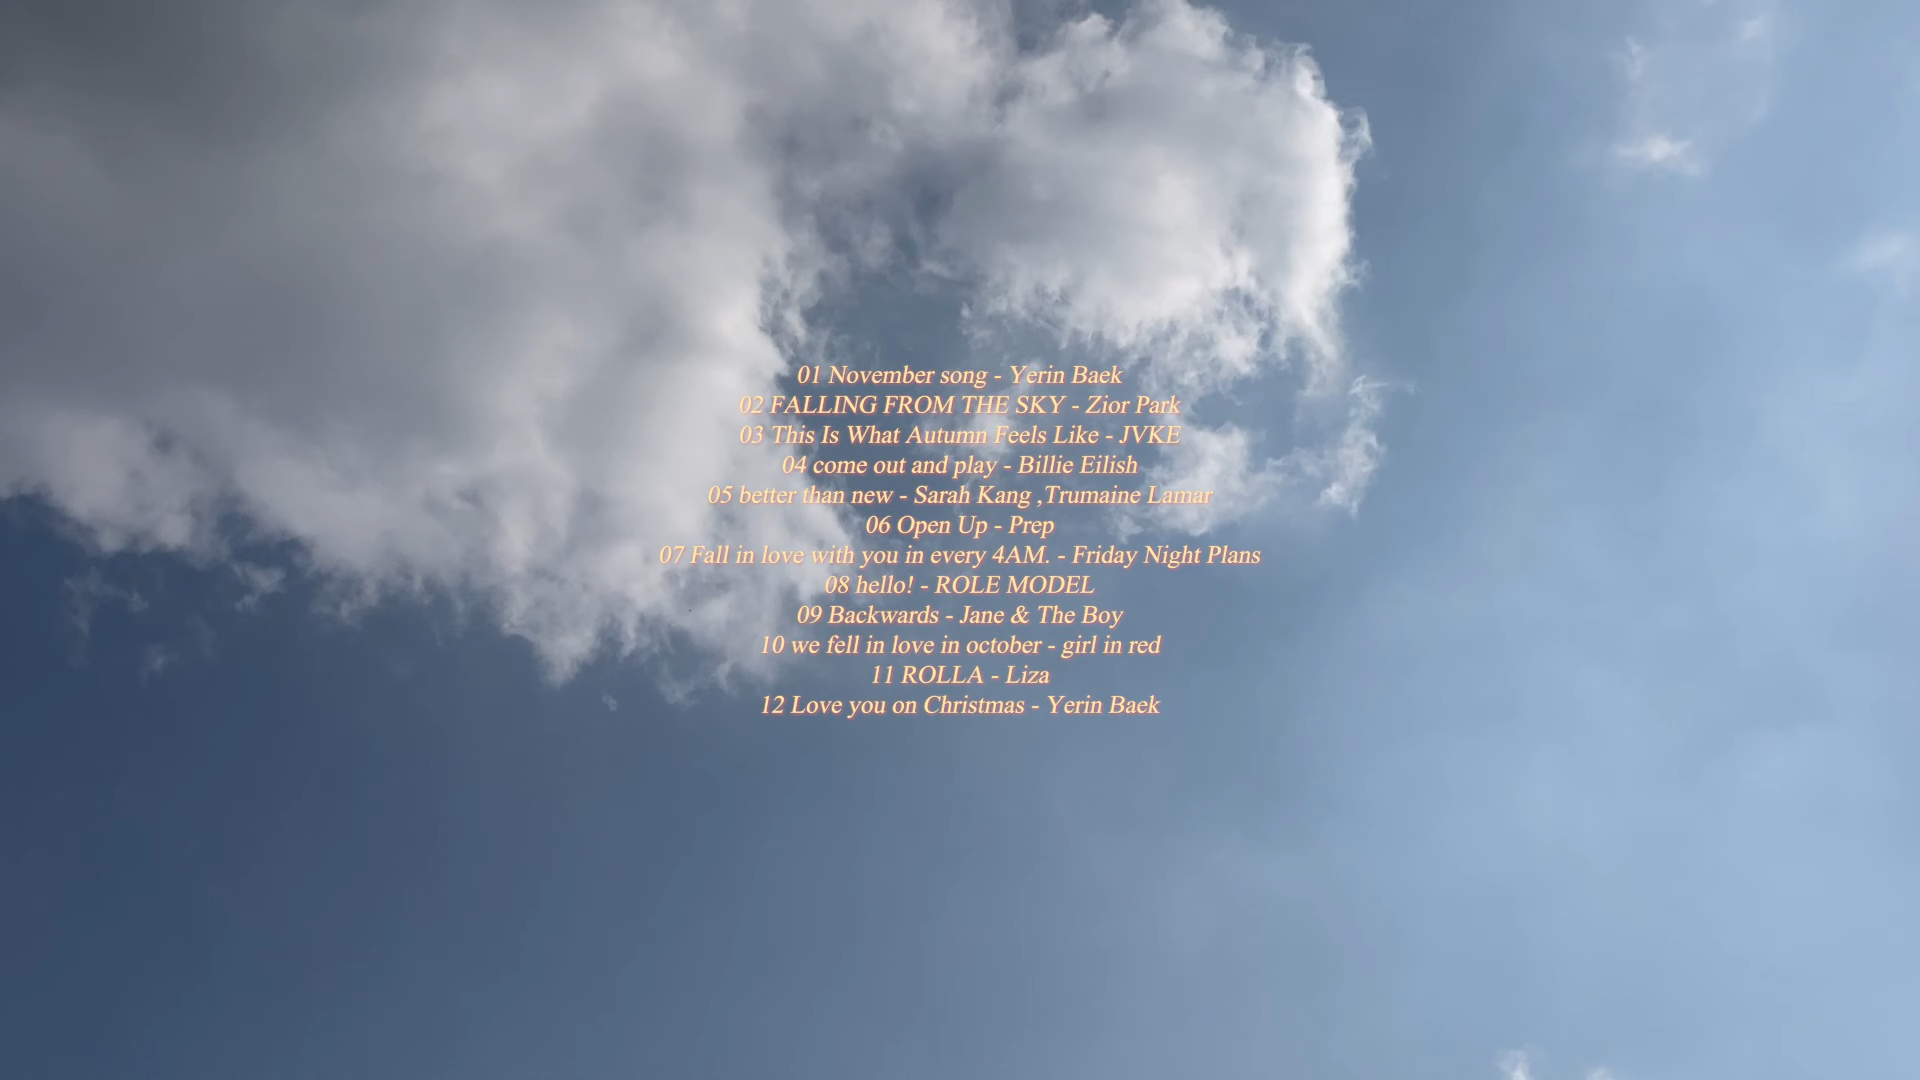 01 November song - Yerin Baek
02 FALLING FROM THE SKY - Zior Park
03 This Is What Autumn Feels Like - JVKE
04 come out and play - Billie Eilish
05 better than new - Sarah Kang ,Trumaine Lamar
06 Open Up - Prep
07 Fall in love with you in every 4AM. - Friday Night Plans
08 hello! - ROLE MODEL
09 Backwards - Jane & The Boy
10 we fell in love in october - girl in red
11 ROLLA - Liza
12 Love you on Christmas - Yerin Baek